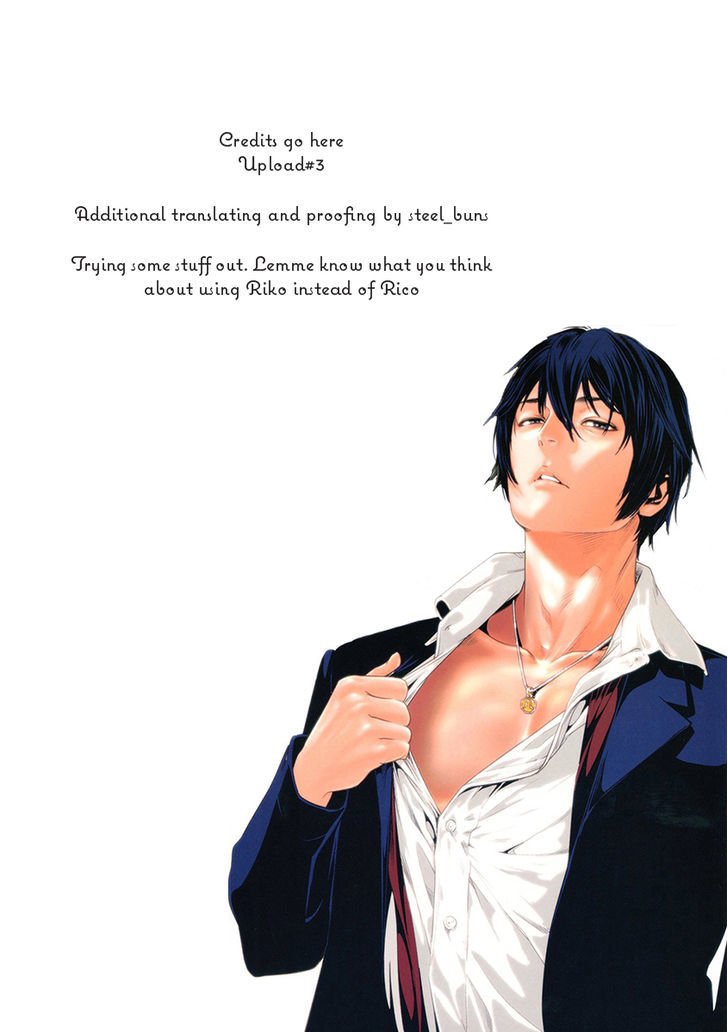 Credits go here
Upload#3
Additional translating and proofing by steel_buns
Trying some stuff out. Lemme know what you think
about using Riko instead of Rico